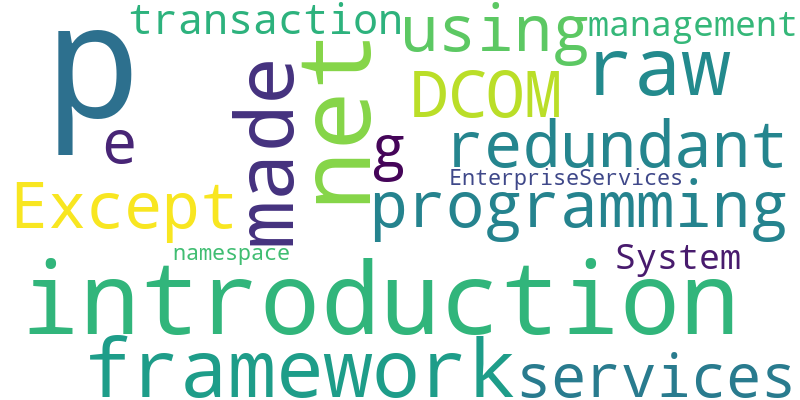 transaction
using
management
p
net
raw
made
DCOM
e
g
redundant
Except
EnterpriseServices
programming
namespace
System
introduction
framework
services